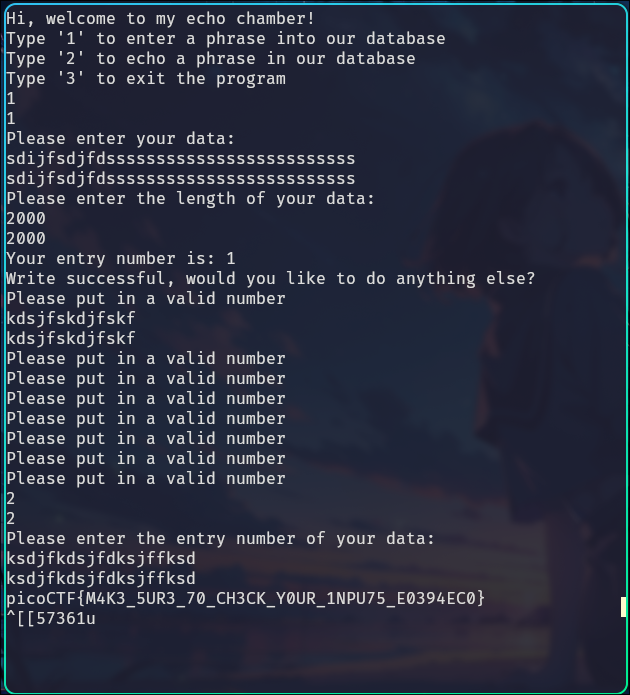 Hi, welcome to my echo chamber!
Type '1' to enter a phrase into our database
Type '2' to echo a phrase in our database
Type '3' to exit the program
1
1
Please enter your data:
sdijfsdjfdsssssssssssssssssssssssss
sdijfsdjfdsssssssssssssssssssssssss
Please enter the length of your data:
2000
2000
Your entry number is: 1
Write successful, would you like to do anything else?
Please put in a valid number
kdsjfskdjfskf
kdsjfskdjfskf
Please put in a valid number
Please put in a valid number
Please put in a valid number
Please put in a valid number
Please put in a valid number
Please put in a valid number
Please put in a valid number
2
2
Please enter the entry number of your data:
ksdjfkdsjfdksjffksd
ksdjfkdsjfdksjffksd
picoCTF{M4K3_5UR3_70_CH3CK_Y0UR_1NPU75_E0394EC0}
^[[57361u